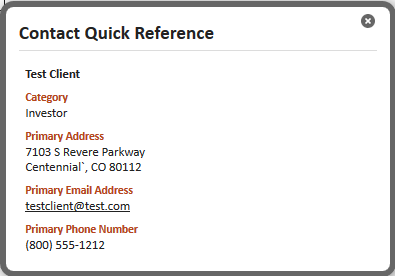 Contact Quick Reference
Test Client
Category
Investor
Primary Address
7103 S Revere Parkway
Centennial`, CO 80112
Primary Email Address
testclient@test.com
Primary Phone Number
(800) 555-1212